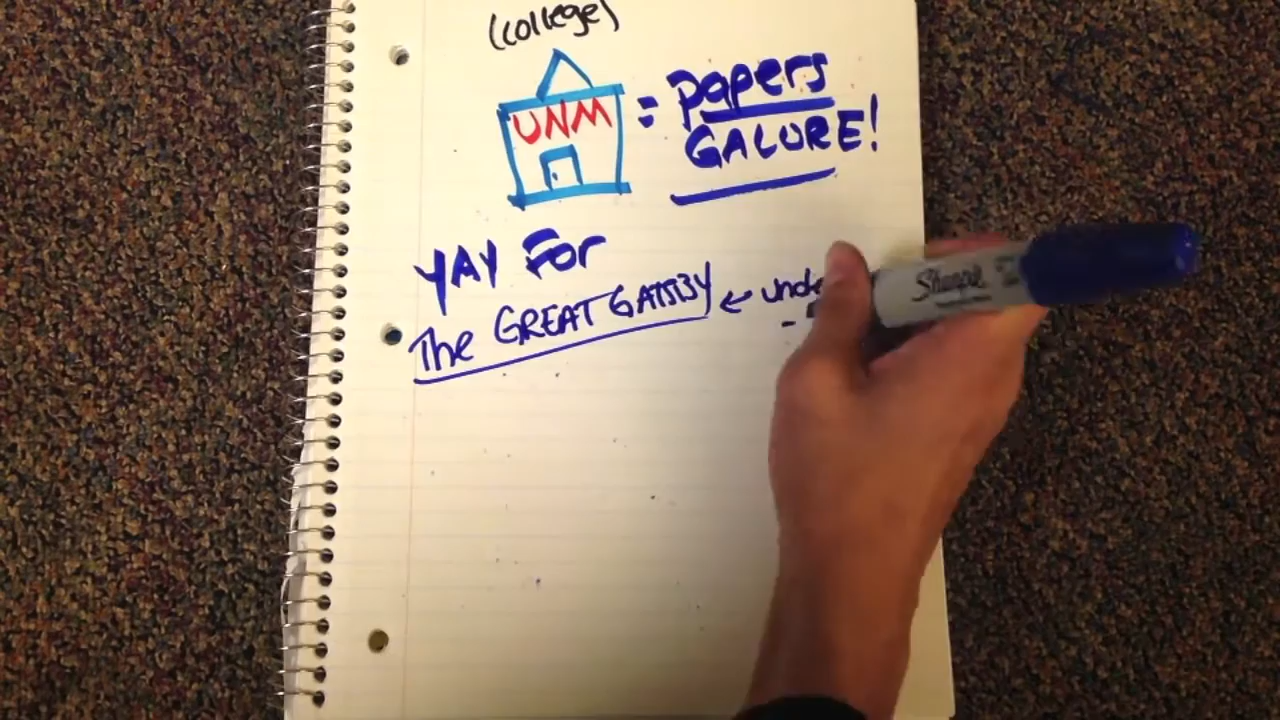 (college)
UNM
= papers
GALORE!
YAY For
The GREAT GATSBY ←
Sharpie